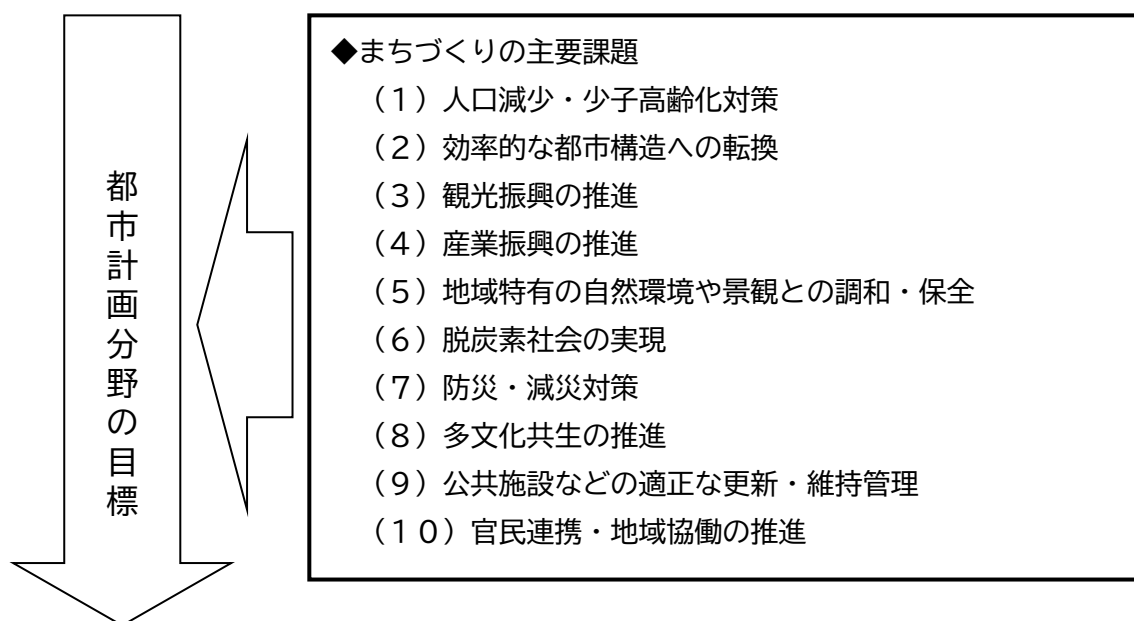 都市計画分野の目標
◆まちづくりの主要課題
（1）人口減少・少子高齢化対策
（2）効率的な都市構造への転換
（3）観光振興の推進
（4）産業振興の推進
（5）地域特有の自然環境や景観との調和・保全
（6）脱炭素社会の実現
（7）防災・減災対策
（8）多文化共生の推進
（9）公共施設などの適正な更新・維持管理
（10）官民連携・地域協働の推進